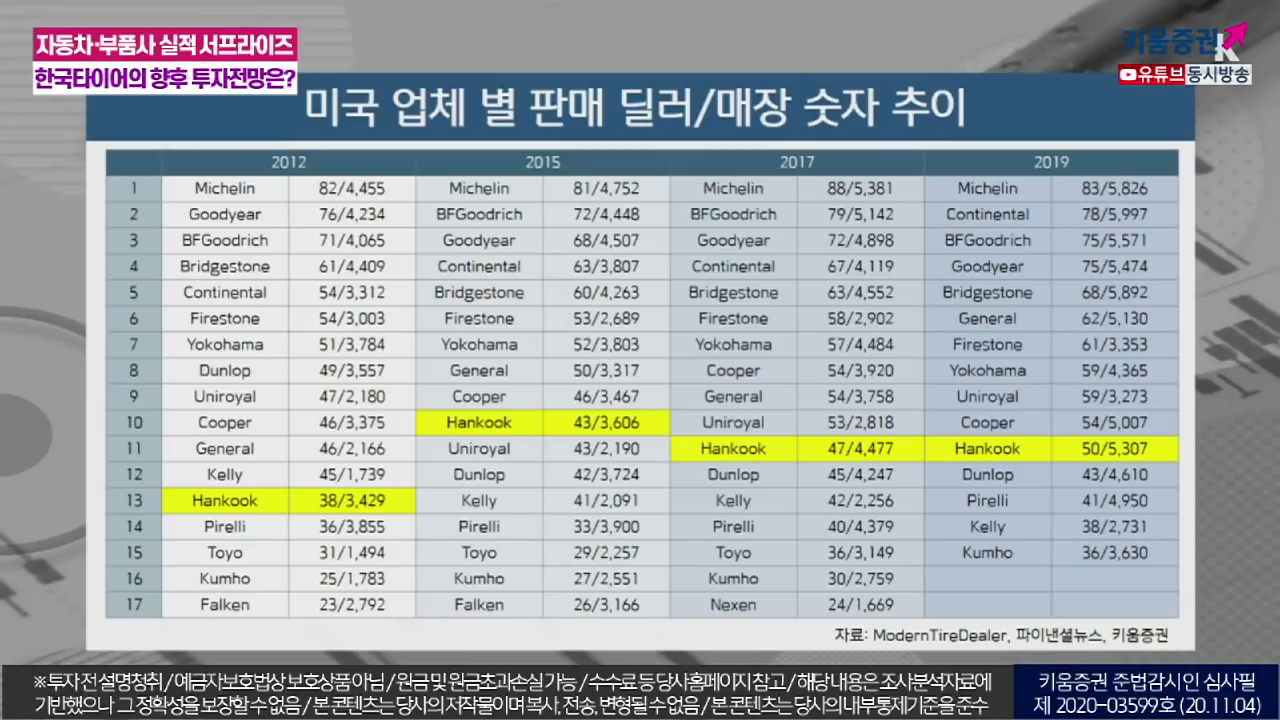 자동차·부품사 실적 서프라이즈
한국타이어의 향후 투자전망은?
키움증권
유튜브 동시방송
미국 업체 별 판매 딜러/매장 숫자 추이
2012 2015 2017 2019
1 Michelin 82/4,455 Michelin 81/4,752 Michelin 88/5,381 Michelin 83/5,826
2 Goodyear 76/4,234 BFGoodrich 72/4,448 BFGoodrich 79/5,142 Continental 78/5,997
3 BFGoodrich 71/4,065 Goodyear 68/4,507 Goodyear 72/4,898 BFGoodrich 75/5,571
4 Bridgestone 61/4,409 Continental 63/3,807 Continental 67/4,119 Goodyear 75/5,474
5 Continental 54/3,312 Bridgestone 60/4,263 Bridgestone 63/4,552 Bridgestone 68/5,892
6 Firestone 54/3,003 Firestone 53/2,689 Firestone 58/2,902 General 62/5,130
7 Yokohama 51/3,784 Yokohama 52/3,803 Yokohama 57/4,484 Firestone 61/3,353
8 Dunlop 49/3,557 General 50/3,317 Cooper 54/3,920 Yokohama 59/4,365
9 Uniroyal 47/2,180 Cooper 46/3,467 General 54/3,758 Uniroyal 59/3,273
10 Cooper 46/3,375 Hankook 43/3,606 Uniroyal 53/2,818 Cooper 54/5,007
11 General 46/2,166 Uniroyal 43/2,190 Hankook 47/4,477 Hankook 50/5,307
12 Kelly 45/1,739 Dunlop 42/3,724 Dunlop 45/4,247 Dunlop 43/4,610
13 Hankook 38/3,429 Kelly 41/2,091 Kelly 42/2,256 Pirelli 41/4,950
14 Pirelli 36/3,855 Pirelli 33/3,900 Pirelli 40/4,379 Kelly 38/2,731
15 Toyo 31/1,494 Toyo 29/2,257 Toyo 36/3,149 Kumho 36/3,630
16 Kumho 25/1,783 Kumho 27/2,551 Kumho 30/2,759
17 Falken 23/2,792 Falken 26/3,166 Nexen 24/1,669
자료: ModernTireDealer, 파이낸셜뉴스, 키움증권
※ 투자 전 설명청취 / 예금자보호법상 보호상품 아님 / 원금 및 원금초과손실 가능 / 수수료 등 당사홈페이지 참고 / 해당 내용은 조사분석자료에
기반했으나 그 정확성을 보장할 수 없음 / 본 콘텐츠는 당사의 저작물이며 복사, 전송, 변형될 수 없음 / 본 콘텐츠는 당사의 내부통제기준을 준수
키움증권 준법감시인 심사필
제 2020-03599호 (20.11.04)